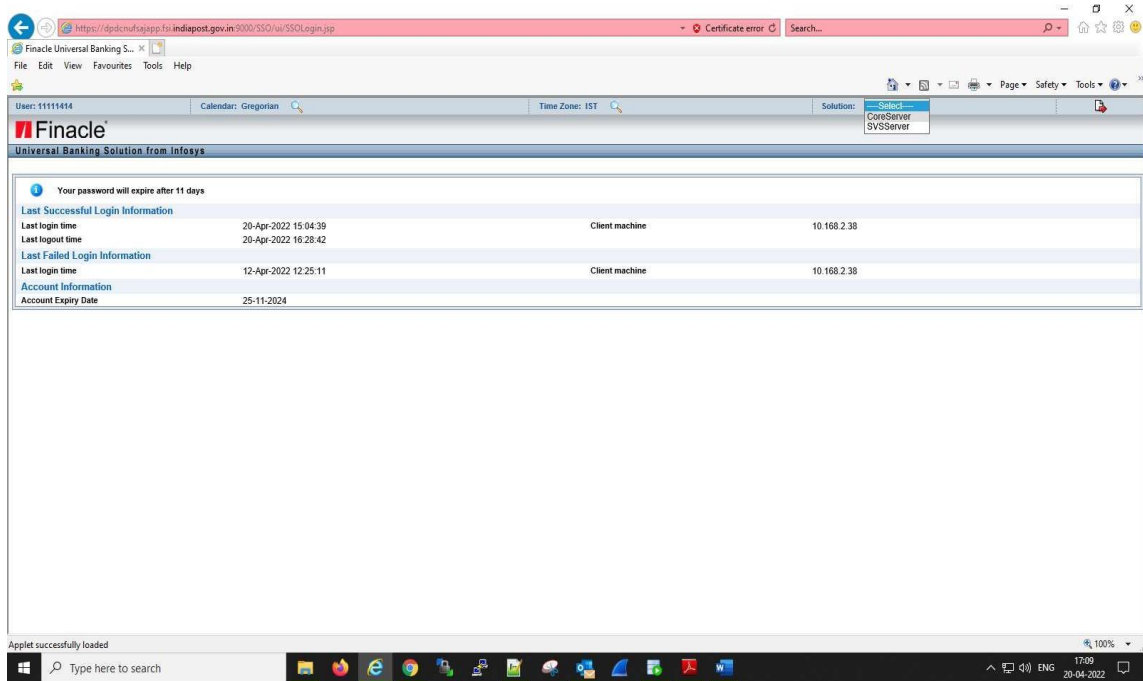 https://dpdcnufsajapp.fsi.indiapost.gov.in:9000/SSO/ui/SSOLogin.jsp
Certificate error
Search...
Finacle Universal Banking S...
File Edit View Favourites Tools Help
Page Safety Tools
User: 11111414 Calendar: Gregorian Time Zone: IST Solution: ----Select----
CoreServer
SVSServer
Finacle
Universal Banking Solution from Infosys
Your password will expire after 11 days
Last Successful Login Information
Last login time 20-Apr-2022 15:04:39 Client machine 10.168.2.38
Last logout time 20-Apr-2022 16:28:42
Last Failed Login Information
Last login time 12-Apr-2022 12:25:11 Client machine 10.168.2.38
Account Information
Account Expiry Date 25-11-2024
Applet successfully loaded 100%
Type here to search
ENG
17:09
20-04-2022